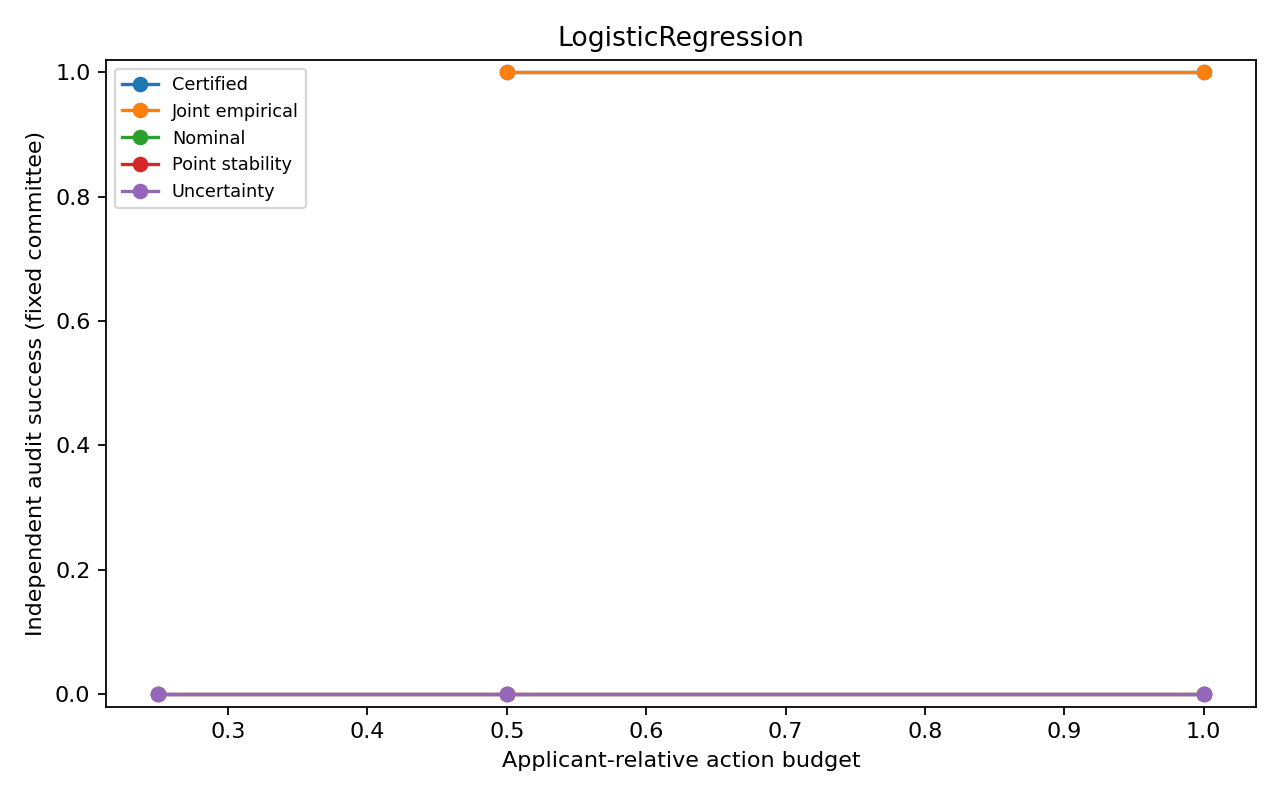 LogisticRegression
Independent audit success (fixed committee)
1.0
0.8
0.6
0.4
0.2
0.0
Certified
Joint empirical
Nominal
Point stability
Uncertainty
0.3 0.4 0.5 0.6 0.7 0.8 0.9 1.0
Applicant-relative action budget